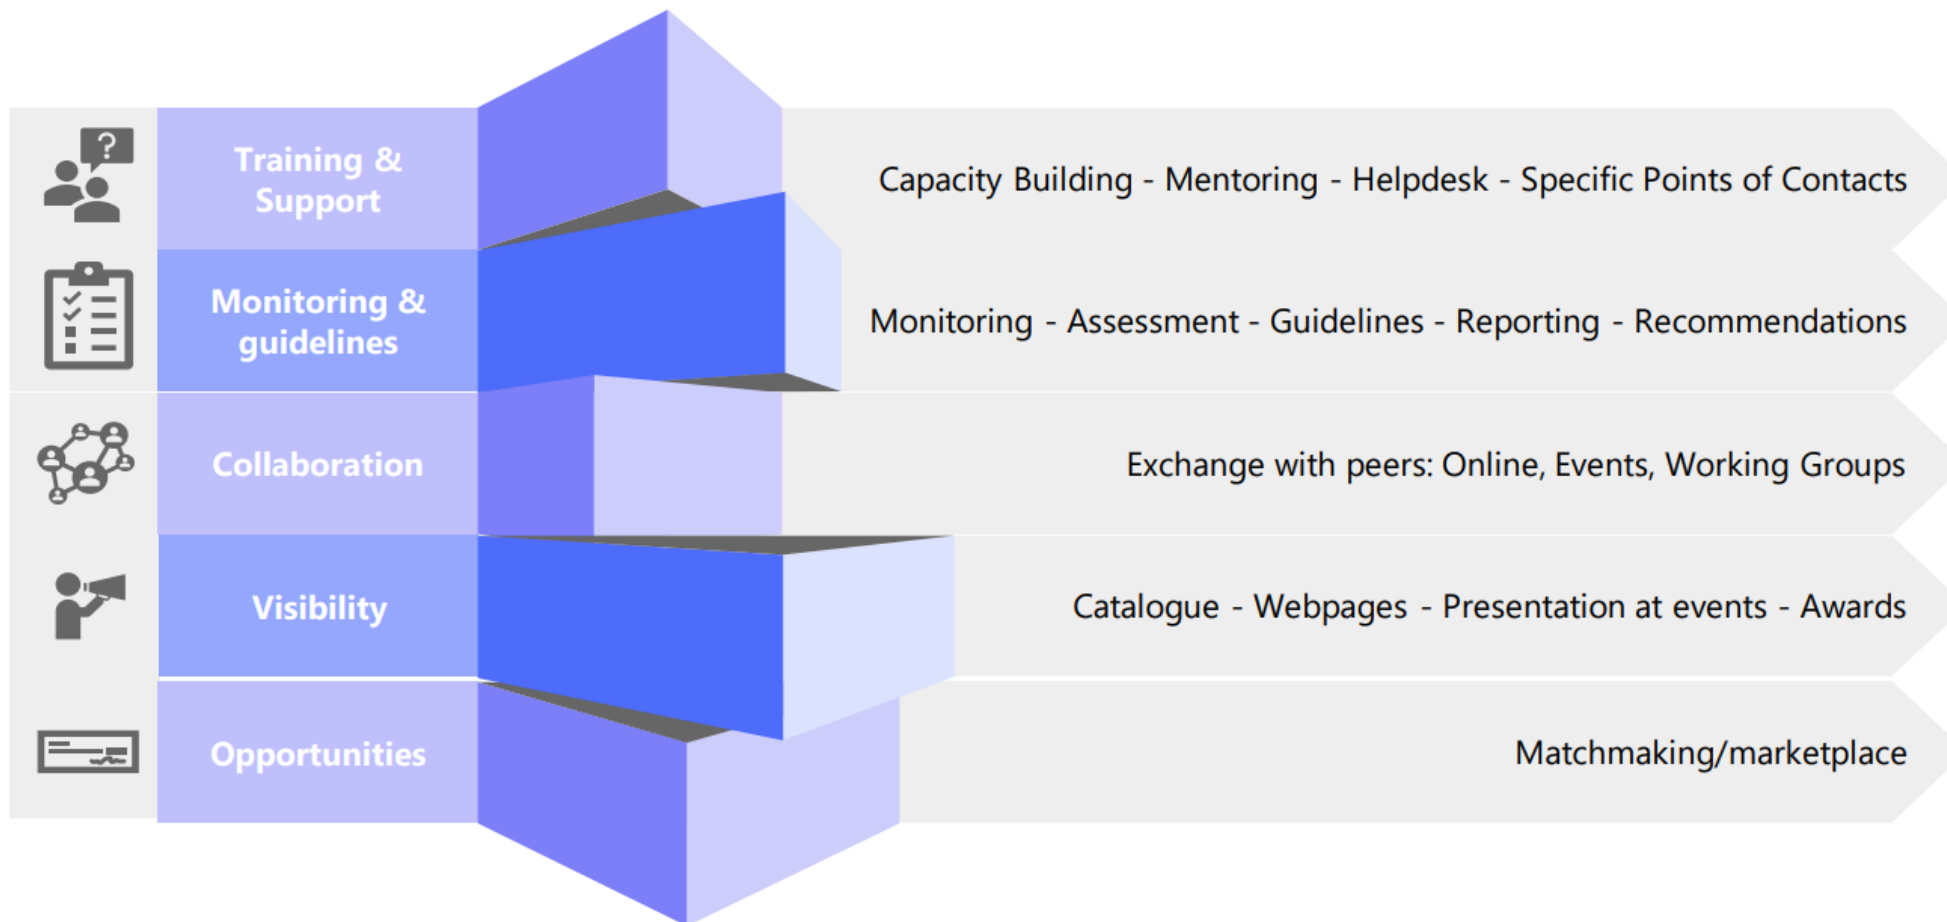 ?
Training &
Support
Capacity Building - Mentoring - Helpdesk - Specific Points of Contacts
Monitoring &
guidelines
Monitoring - Assessment - Guidelines - Reporting - Recommendations
Collaboration
Exchange with peers: Online, Events, Working Groups
Visibility
Catalogue - Webpages - Presentation at events - Awards
Opportunities
Matchmaking/marketplace